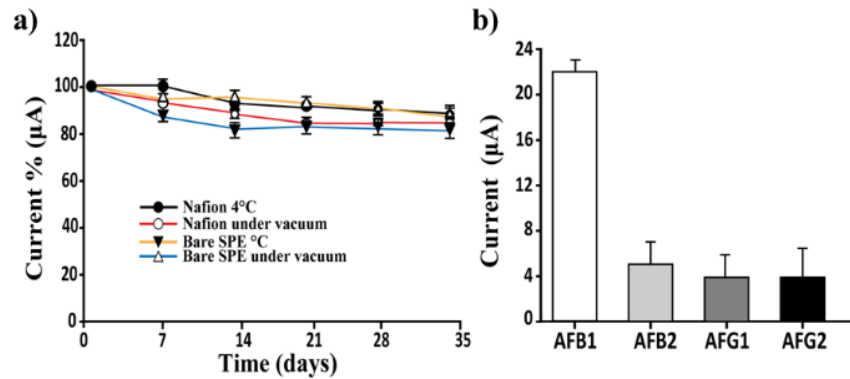 a)
120
100
80
60
40
20
0
Current % (μA)
Nafion 4°C
Nafion under vacuum
Bare SPE °C
Bare SPE under vacuum
0 7 14 21 28 35
Time (days)
b)
24
20
16
12
8
4
0
Current (μA)
AFB1 AFB2 AFG1 AFG2